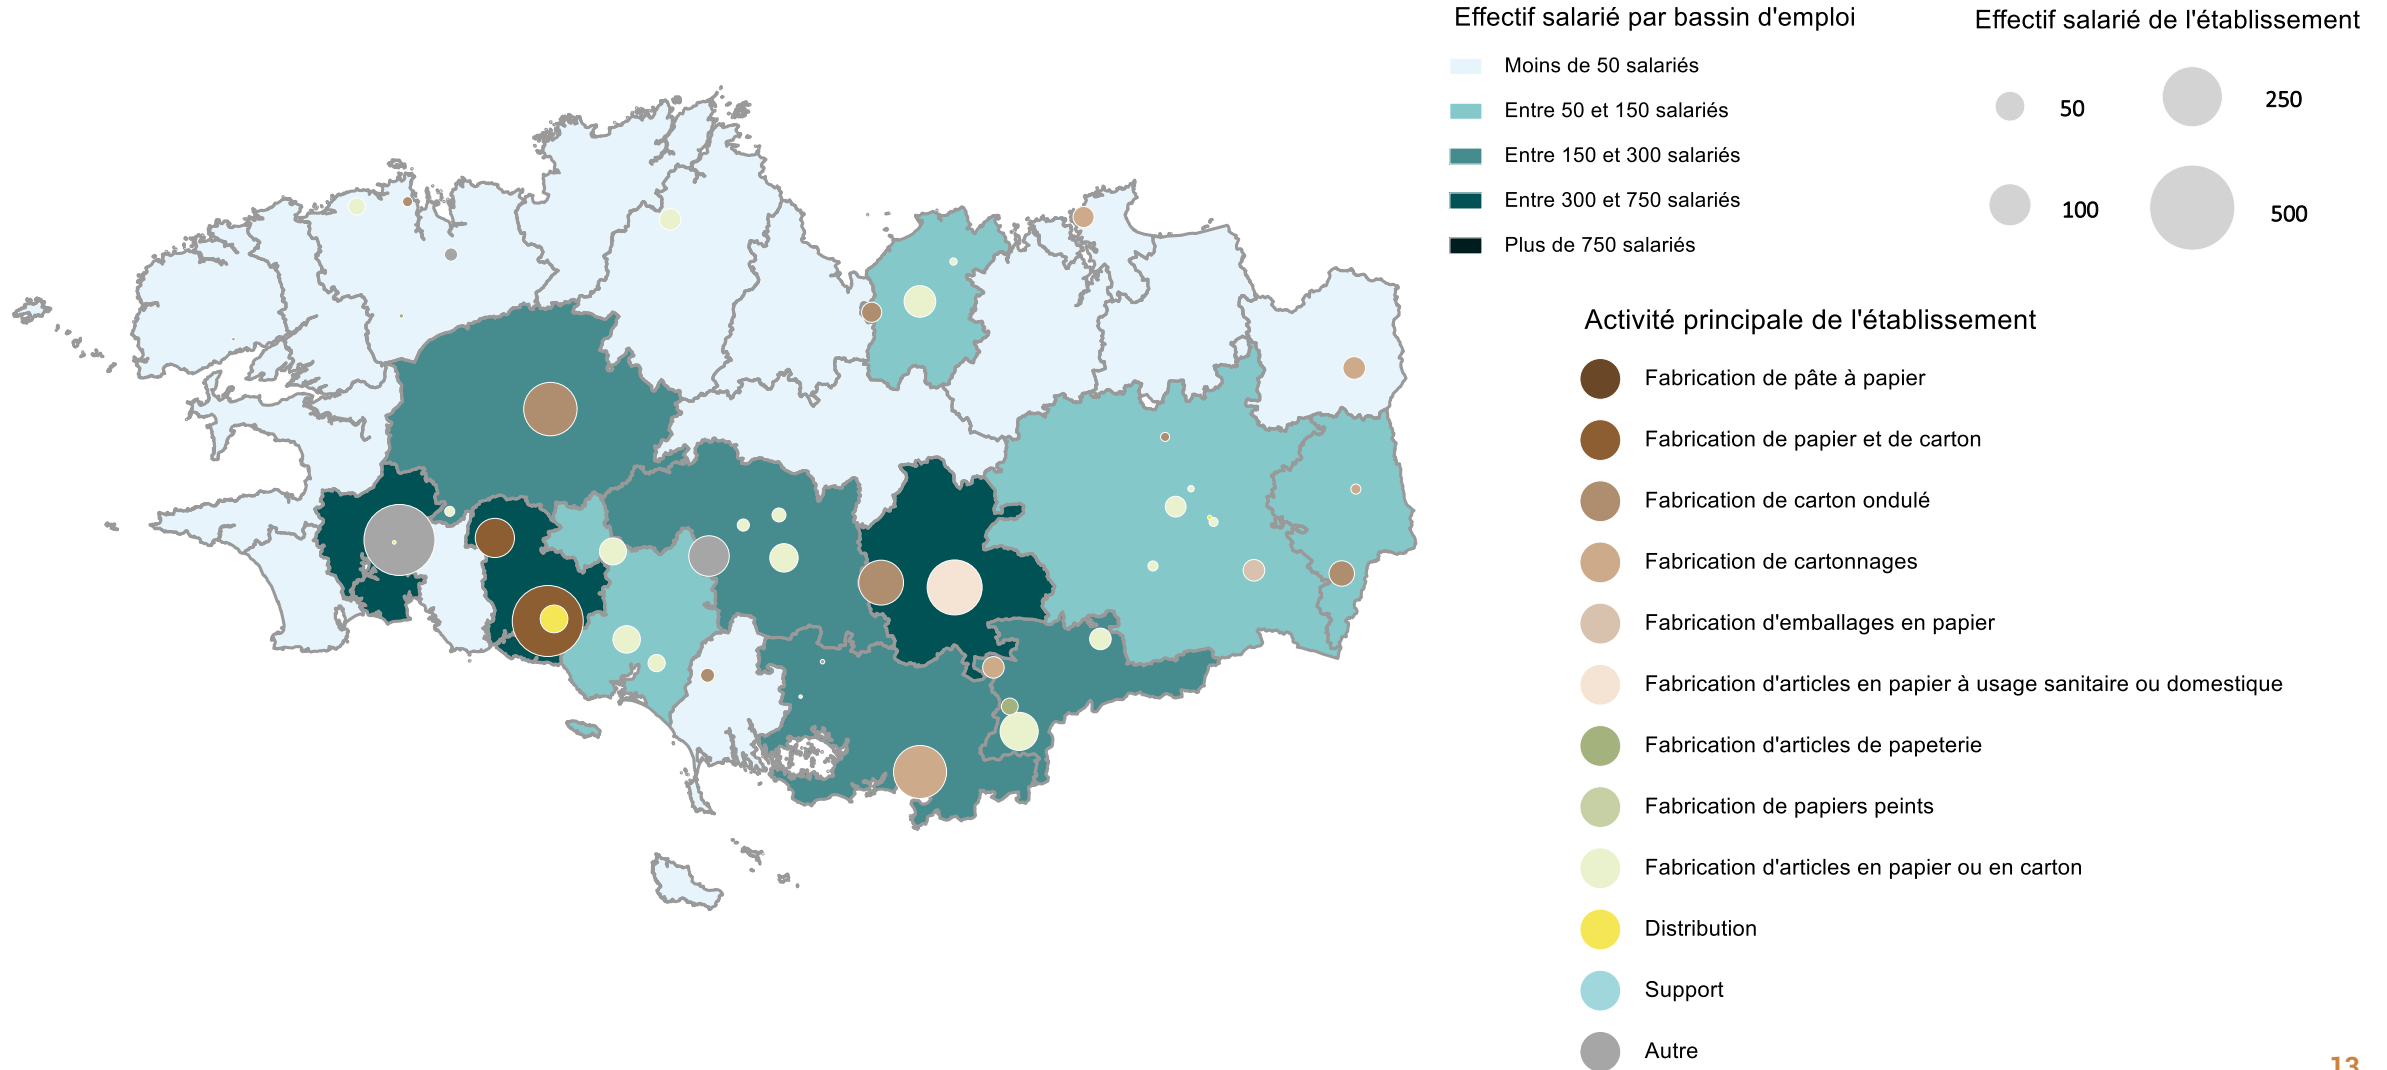 Effectif salarié par bassin d'emploi
Moins de 50 salariés
Entre 50 et 150 salariés
Entre 150 et 300 salariés
Entre 300 et 750 salariés
Plus de 750 salariés
Effectif salarié de l'établissement
50
250
100
500
Activité principale de l'établissement
Fabrication de pâte à papier
Fabrication de papier et de carton
Fabrication de carton ondulé
Fabrication de cartonnages
Fabrication d'emballages en papier
Fabrication d'articles en papier à usage sanitaire ou domestique
Fabrication d'articles de papeterie
Fabrication de papiers peints
Fabrication d'articles en papier ou en carton
Distribution
Support
Autre
13